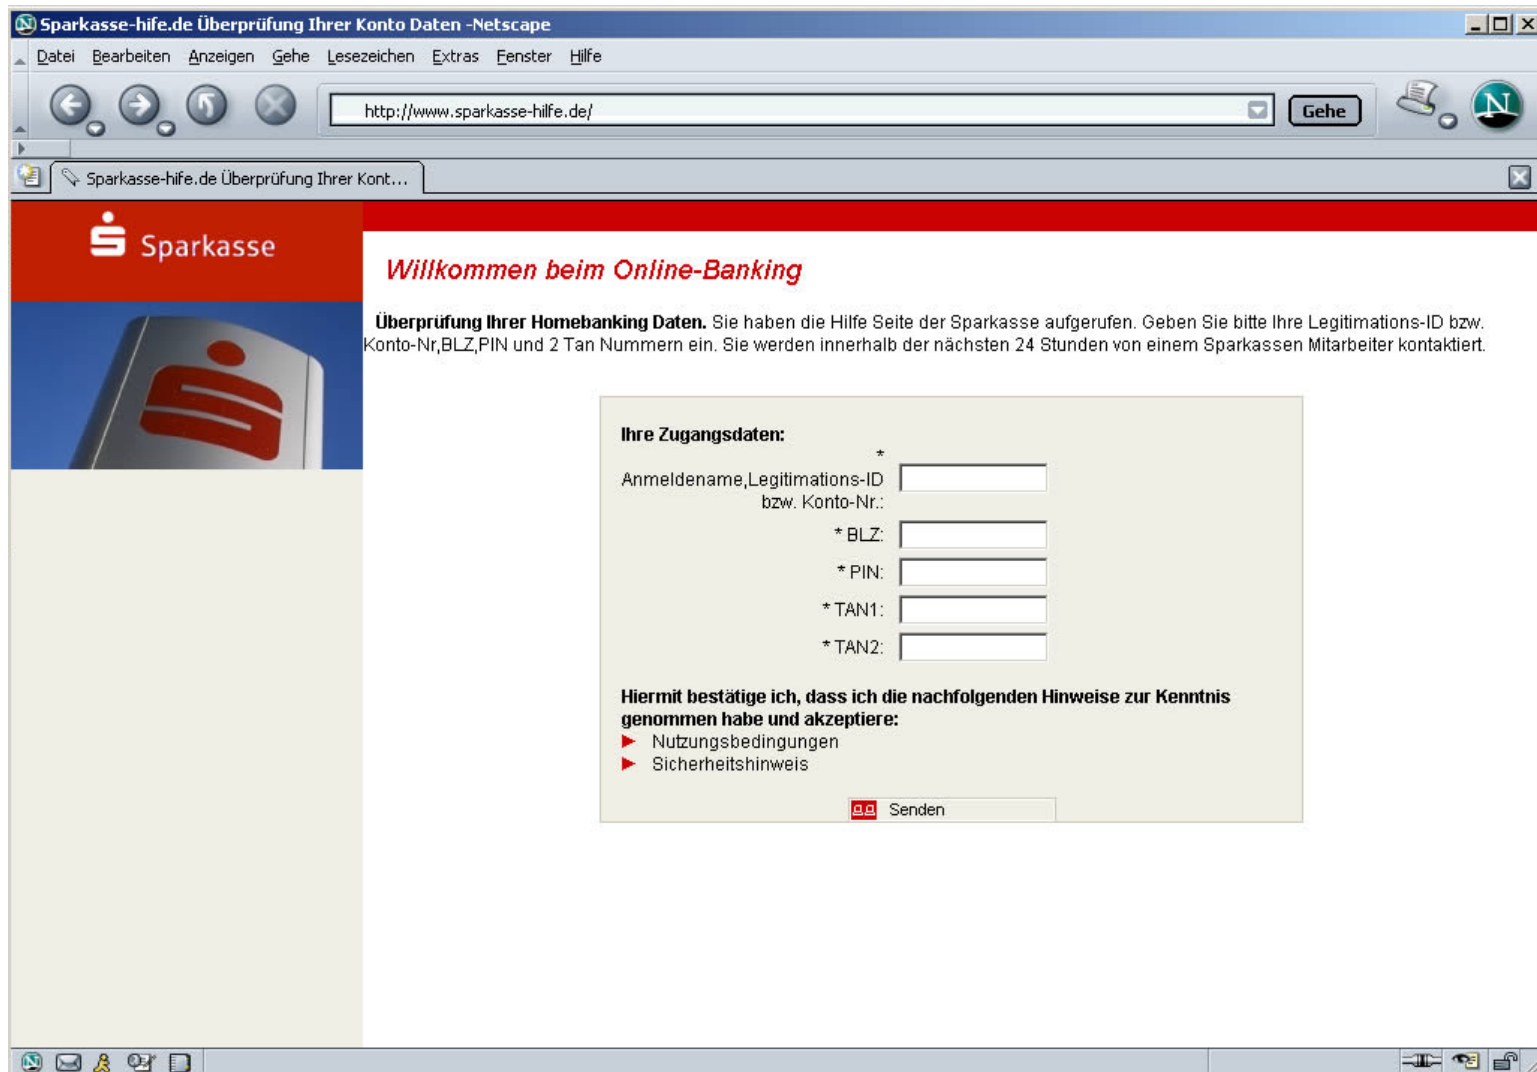 Sparkasse-hife.de Überprüfung Ihrer Konto Daten -Netscape
Datei Bearbeiten Anzeigen Gehe Lesezeichen Extras Fenster Hilfe
http://www.sparkasse-hilfe.de/
Gehe
N
Sparkasse-hife.de Überprüfung Ihrer Kont...
Sparkasse
Willkommen beim Online-Banking
Überprüfung Ihrer Homebanking Daten. Sie haben die Hilfe Seite der Sparkasse aufgerufen. Geben Sie bitte Ihre Legitimations-ID bzw.
Konto-Nr,BLZ,PIN und 2 Tan Nummern ein. Sie werden innerhalb der nächsten 24 Stunden von einem Sparkassen Mitarbeiter kontaktiert.
Ihre Zugangsdaten:
*
Anmeldename,Legitimations-ID
bzw. Konto-Nr.:
* BLZ:
* PIN:
* TAN1:
* TAN2:
Hiermit bestätige ich, dass ich die nachfolgenden Hinweise zur Kenntnis
genommen habe und akzeptiere:
Nutzungsbedingungen
Sicherheitshinweis
Senden